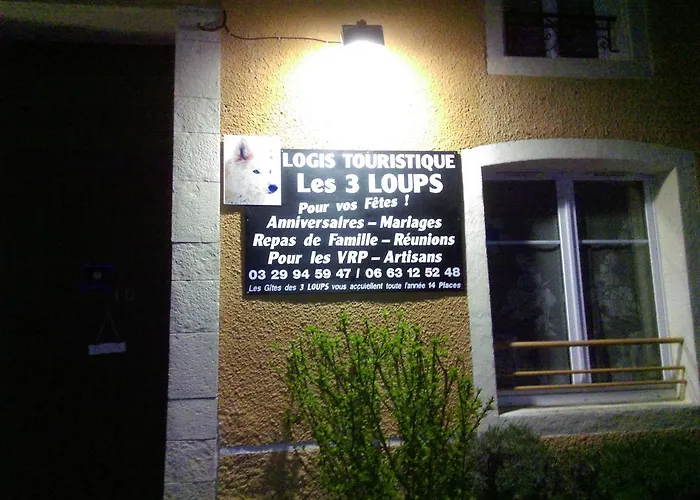 LOGIS TOURISTIQUE
Les 3 LOUPS
Pour vos Fêtes !
Anniversaires – Mariages
Repas de Famille – Réunions
Pour les VRP – Artisans
03 29 94 59 47 / 06 63 12 52 48
Les Gîtes des 3 LOUPS vous accuiellent toute l'année 14 Places